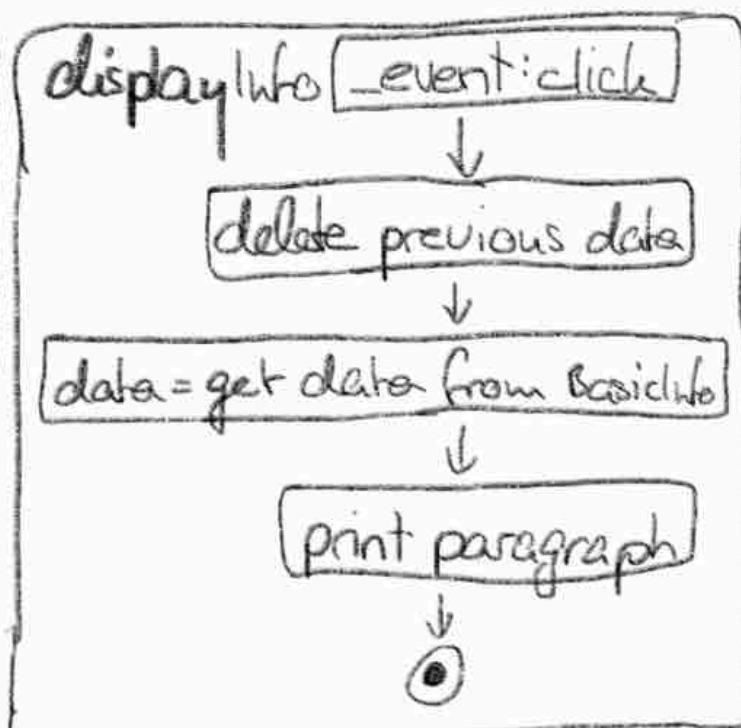 displayInfo _event:click
delete previous data
data = get data from BasicInfo
print paragraph